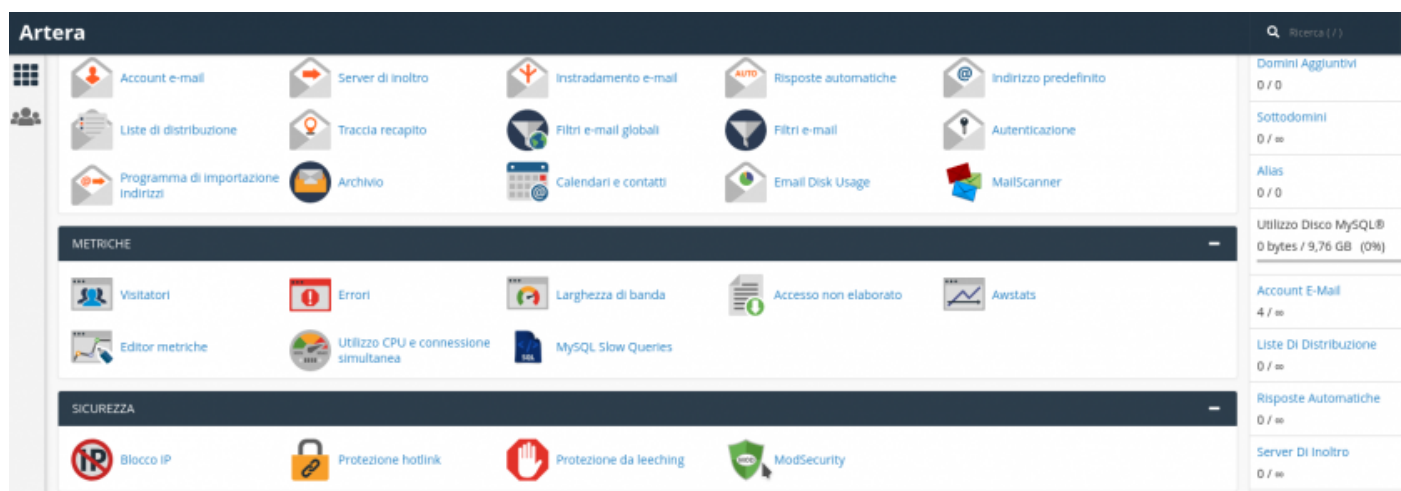 Artera
Ricerca ( / )
Account e-mail
Server di inoltro
Instradamento e-mail
AUTO
Risposte automatiche
@
Indirizzo predefinito
Liste di distribuzione
Traccia recapito
Filtri e-mail globali
Filtri e-mail
Autenticazione
@
Programma di importazione
indirizzi
Archivio
@
Calendari e contatti
Email Disk Usage
MailScanner
METRICHE
Visitatori
Errori
Larghezza di banda
Accesso non elaborato
Awstats
Editor metriche
Utilizzo CPU e connessione
simultanea
SQL
MySQL Slow Queries
SICUREZZA
IP
Blocco IP
Protezione hotlink
Protezione da leeching
MOD
ModSecurity
Domini Aggiuntivi
0 / 0
Sottodomini
0 / ∞
Alias
0 / 0
Utilizzo Disco MySQL®
0 bytes / 9,76 GB (0%)
Account E-Mail
4 / ∞
Liste Di Distribuzione
0 / ∞
Risposte Automatiche
0 / ∞
Server Di Inoltro
0 / ∞